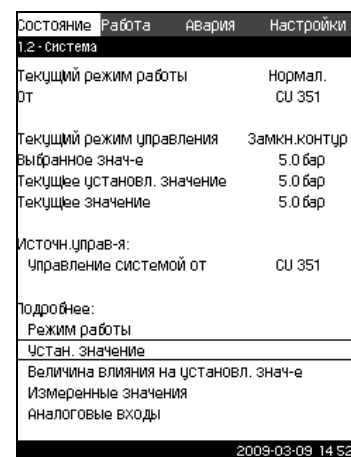 Состояние Работа Авария Настройки
1.2 - Система
Текущий режим работы Нормал.
От CU 351
Текущий режим управления Замкн.контур
Выбранное знач-е 5.0 бар
Текущее установл. значение 5.0 бар
Текущее значение 5.0 бар
Источн.управ-я:
Управление системой от CU 351
Подробнее:
Режим работы
Устан. значение
Величина влияния на установл. знач-е
Измеренные значения
Аналоговые входы
2009-03-09 14:52